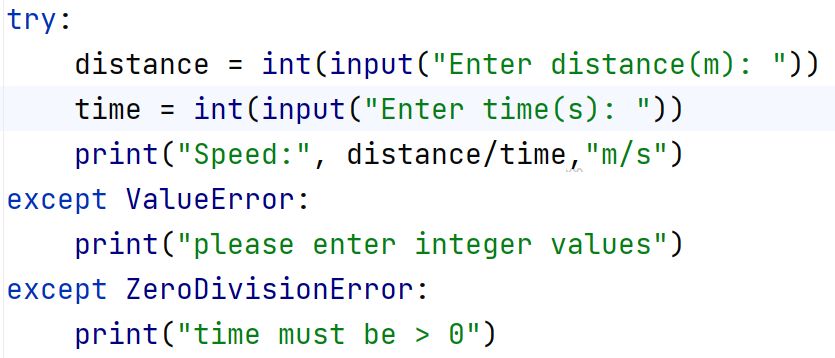 try:
    distance = int(input("Enter distance(m): "))
    time = int(input("Enter time(s): "))
    print("Speed:", distance/time,"m/s")
except ValueError:
    print("please enter integer values")
except ZeroDivisionError:
    print("time must be > 0")